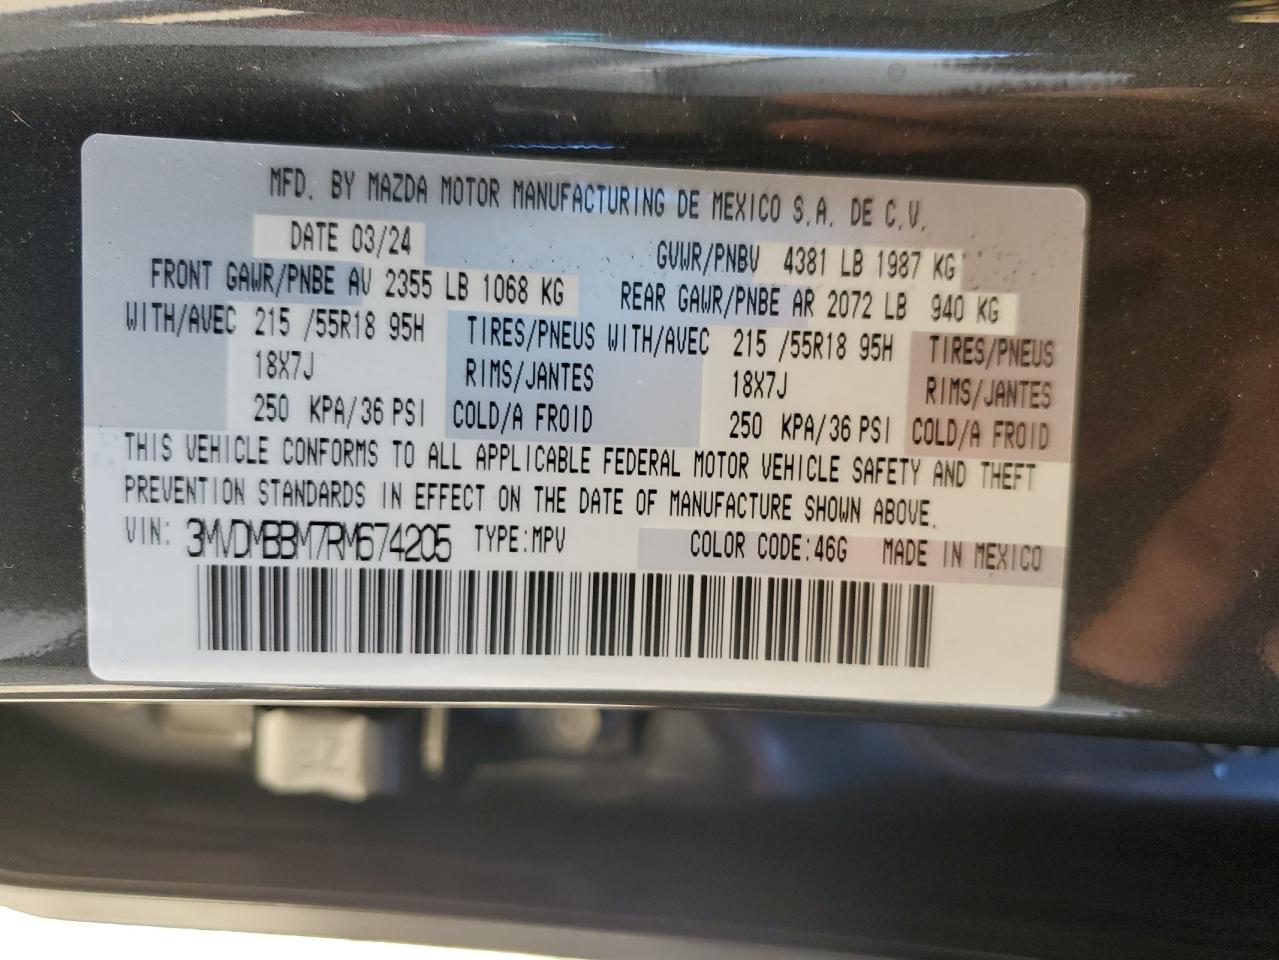 MFD. BY MAZDA MOTOR MANUFACTURING DE MEXICO S.A. DE C.V.
DATE 03/24 GVWR/PNBV 4381 LB 1987 KG
FRONT GAWR/PNBE AV 2355 LB 1068 KG REAR GAWR/PNBE AR 2072 LB 940 KG
WITH/AVEC 215 /55R18 95H TIRES/PNEUS WITH/AVEC 215 /55R18 95H TIRES/PNEUS
18X7J RIMS/JANTES 18X7J RIMS/JANTES
250 KPA/36 PSI COLD/A FROID 250 KPA/36 PSI COLD/A FROID
THIS VEHICLE CONFORMS TO ALL APPLICABLE FEDERAL MOTOR VEHICLE SAFETY AND THEFT
PREVENTION STANDARDS IN EFFECT ON THE DATE OF MANUFACTURE SHOWN ABOVE.
VIN: 3MVDMBBM7RM674205 TYPE:MPV COLOR CODE:46G MADE IN MEXICO